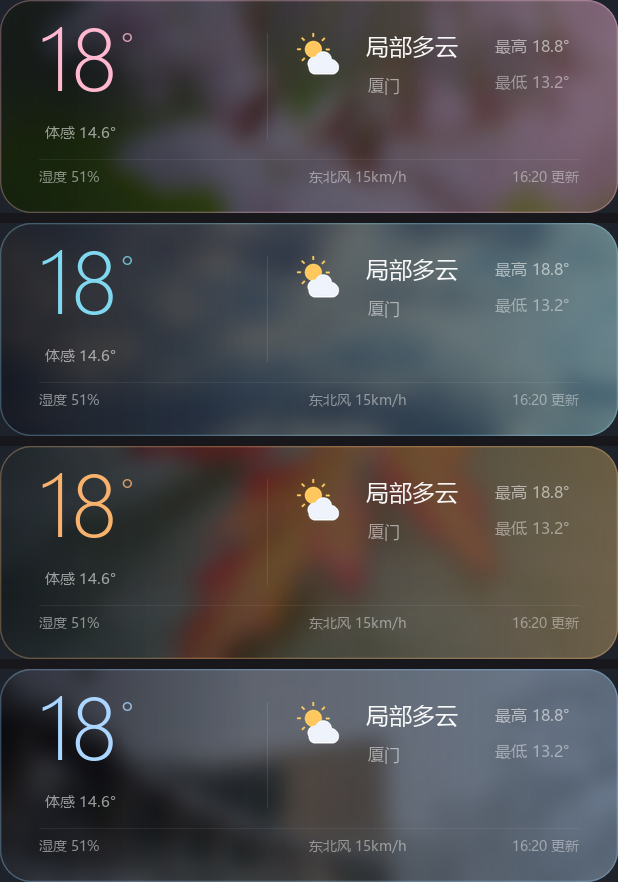 18°
局部多云
最高 18.8°
厦门
最低 13.2°
体感 14.6°
湿度 51%
东北风 15km/h
16:20 更新
18°
局部多云
最高 18.8°
厦门
最低 13.2°
体感 14.6°
湿度 51%
东北风 15km/h
16:20 更新
18°
局部多云
最高 18.8°
厦门
最低 13.2°
体感 14.6°
湿度 51%
东北风 15km/h
16:20 更新
18°
局部多云
最高 18.8°
厦门
最低 13.2°
体感 14.6°
湿度 51%
东北风 15km/h
16:20 更新